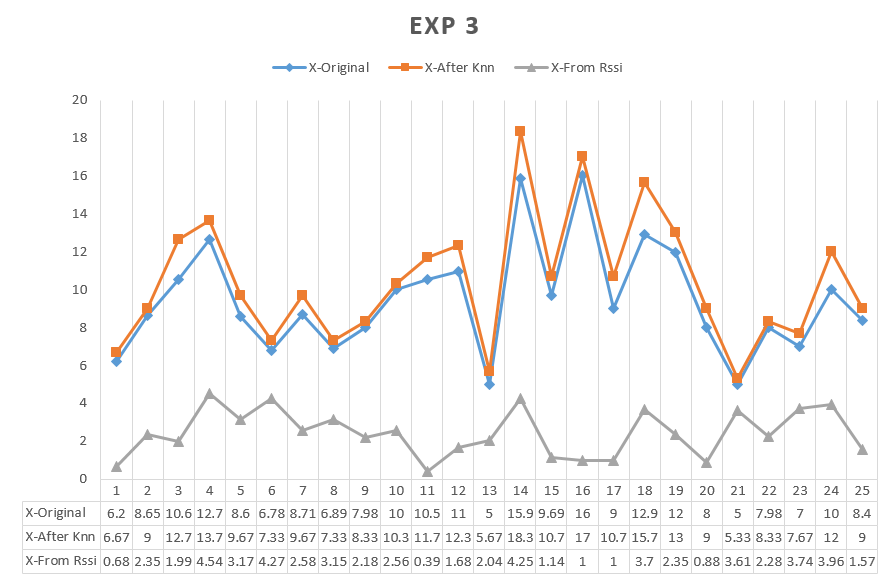 EXP 3
X-Original X-After Knn X-From Rssi
20
18
16
14
12
10
8
6
4
2
0
1 2 3 4 5 6 7 8 9 10 11 12 13 14 15 16 17 18 19 20 21 22 23 24 25
X-Original 6.2 8.65 10.6 12.7 8.6 6.78 8.71 6.89 7.98 10 10.5 11 5 15.9 9.69 16 9 12.9 12 8 5 7.98 7 10 8.4
X-After Knn 6.67 9 12.7 13.7 9.67 7.33 9.67 7.33 8.33 10.3 11.7 12.3 5.67 18.3 10.7 17 10.7 15.7 13 9 5.33 8.33 7.67 12 9
X-From Rssi 0.68 2.35 1.99 4.54 3.17 4.27 2.58 3.15 2.18 2.56 0.39 1.68 2.04 4.25 1.14 1 1 3.7 2.35 0.88 3.61 2.28 3.74 3.96 1.57